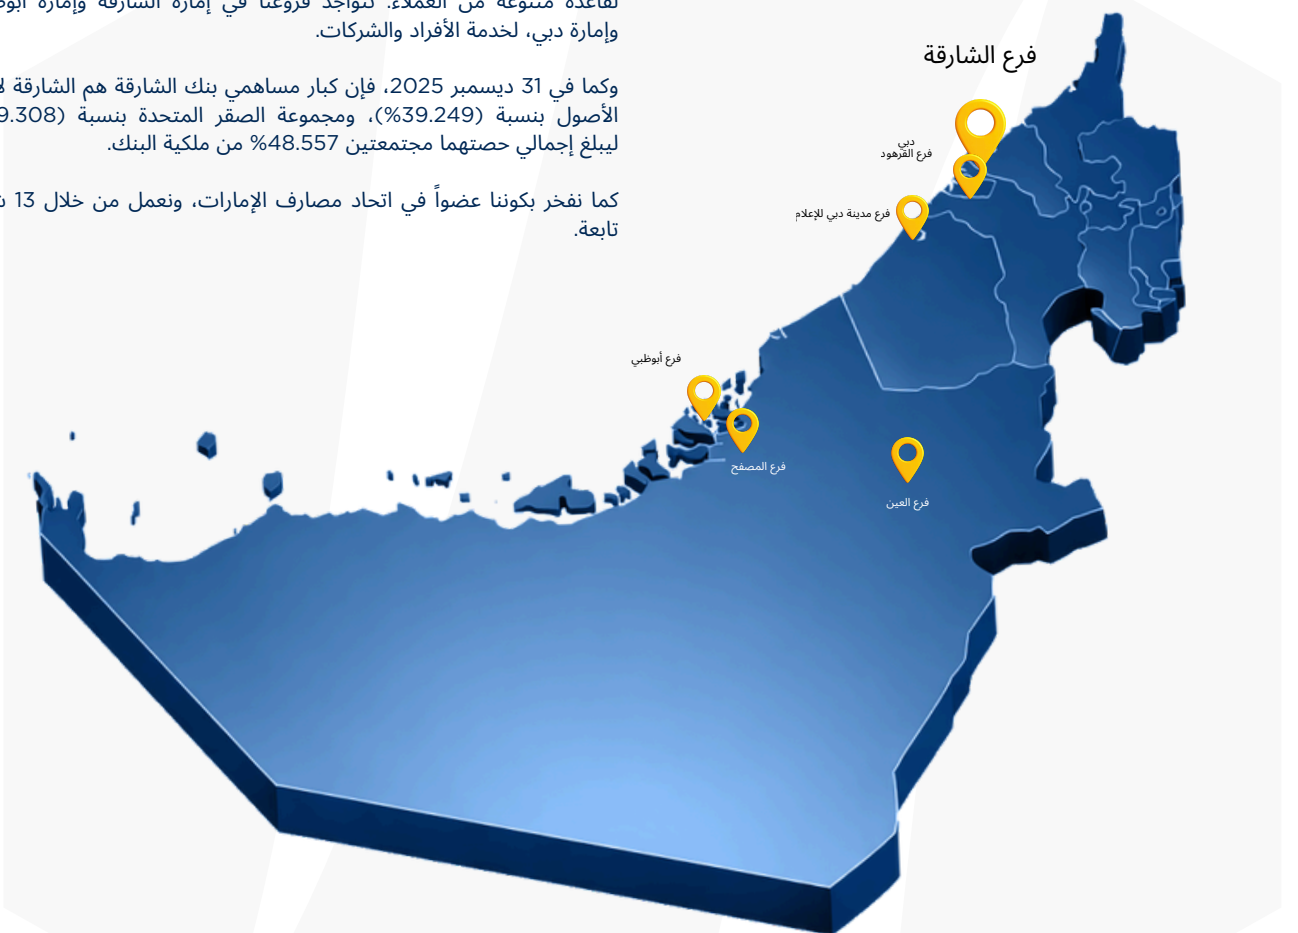 لقاعدة متنوعة من العملاء. تتواجد فروعنا في إمارة الشارقة وإمارة
وإمارة دبي، لخدمة الأفراد والشركات.
وكما في 31 ديسمبر 2025، فإن كبار مساهمي بنك الشارقة هم الشارقة
الأصول بنسبة (39.249%)، ومجموعة الصقر المتحدة بنسبة (9.308
ليبلغ إجمالي حصتهما مجتمعتين 48.557% من ملكية البنك.
كما نفخر بكوننا عضواً في اتحاد مصارف الإمارات، ونعمل من خلال 13
تابعة.
فرع الشارقة
دبي
فرع القرهود
فرع مدينة دبي للإعلام
فرع أبوظبي
فرع المصفح
فرع العين